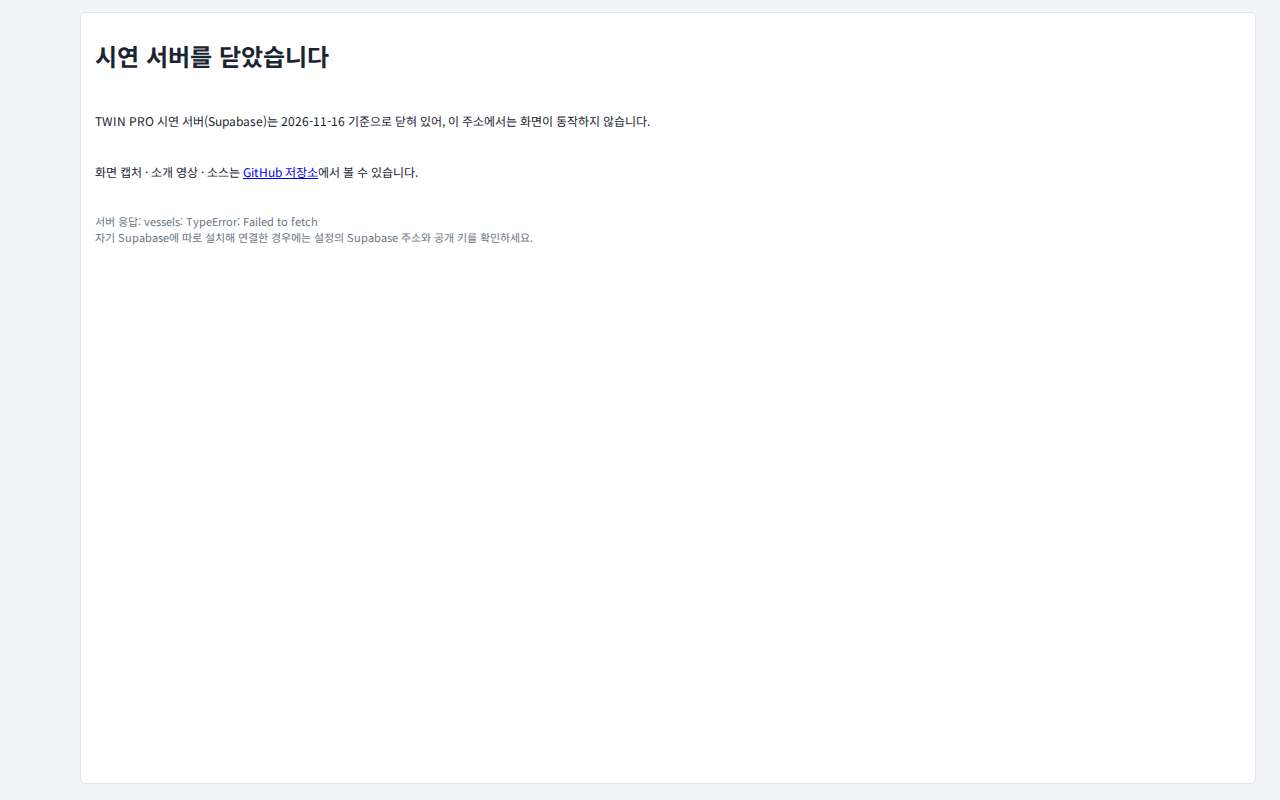 시연 서버를 닫았습니다
TWIN PRO 시연 서버(Supabase)는 2026-11-16 기준으로 닫혀 있어, 이 주소에서는 화면이 동작하지 않습니다.
화면 캡처 · 소개 영상 · 소스는 GitHub 저장소에서 볼 수 있습니다.
서버 응답: vessels: TypeError: Failed to fetch
자기 Supabase에 따로 설치해 연결한 경우에는 설정의 Supabase 주소와 공개 키를 확인하세요.